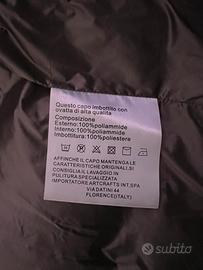 Questo capo imbottito con
ovatta di alta qualita
Composizione
Esterno:100%poliammide
Interno:100%poliammide
Imbottitura:100%poliestere
AFFINCHE IL CAPO MANTENGA LE
CARATTERISTICHE ORIGINALI.SI
CONSIGLIA IL LAVAGGIO IN
PULITURA SPECIALIZZATA
IMPORTATORE ARTCRAFTS INT.SPA
VIA DATINI 44
FLORENCE(ITALY)
subito